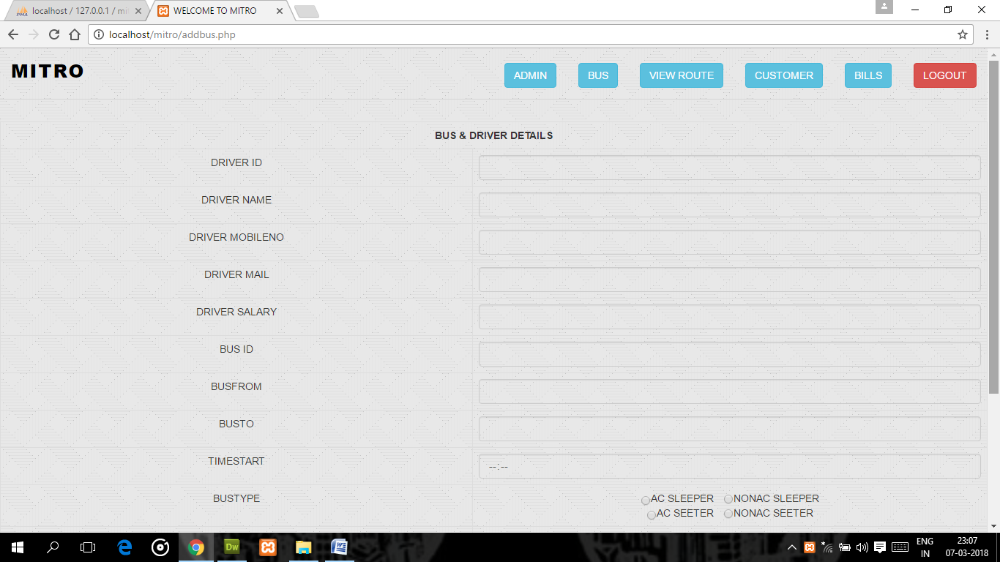 localhost / 127.0.0.1 / mi
WELCOME TO MITRO
localhost/mitro/addbus.php
MITRO
ADMIN
BUS
VIEW ROUTE
CUSTOMER
BILLS
LOGOUT
BUS & DRIVER DETAILS
DRIVER ID
DRIVER NAME
DRIVER MOBILENO
DRIVER MAIL
DRIVER SALARY
BUS ID
BUSFROM
BUSTO
TIMESTART
--:--
BUSTYPE
AC SLEEPER NONAC SLEEPER
AC SEETER NONAC SEETER
Dw
ENG
IN
23:07
07-03-2018